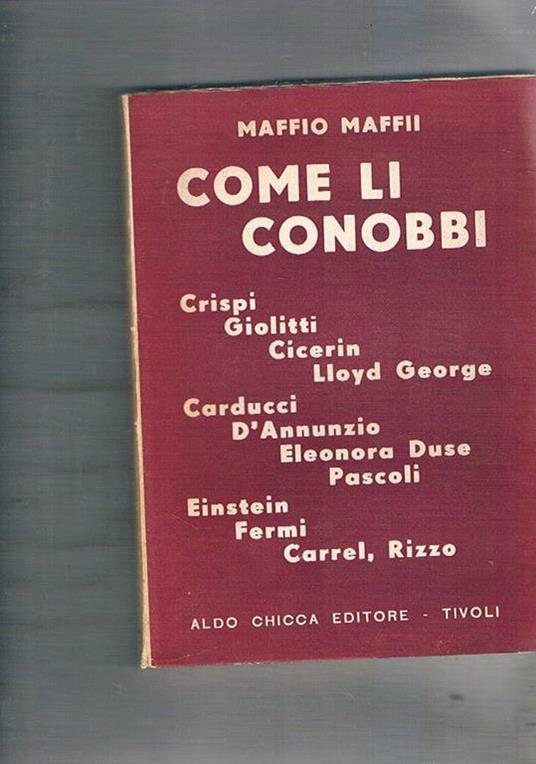 MAFFIO MAFFII
COME LI
CONOBBI
Crispi
Giolitti
Cicerin
Lloyd George
Carducci
D'Annunzio
Eleonora Duse
Pascoli
Einstein
Fermi
Carrel, Rizzo
ALDO CHICCA EDITORE - TIVOLI